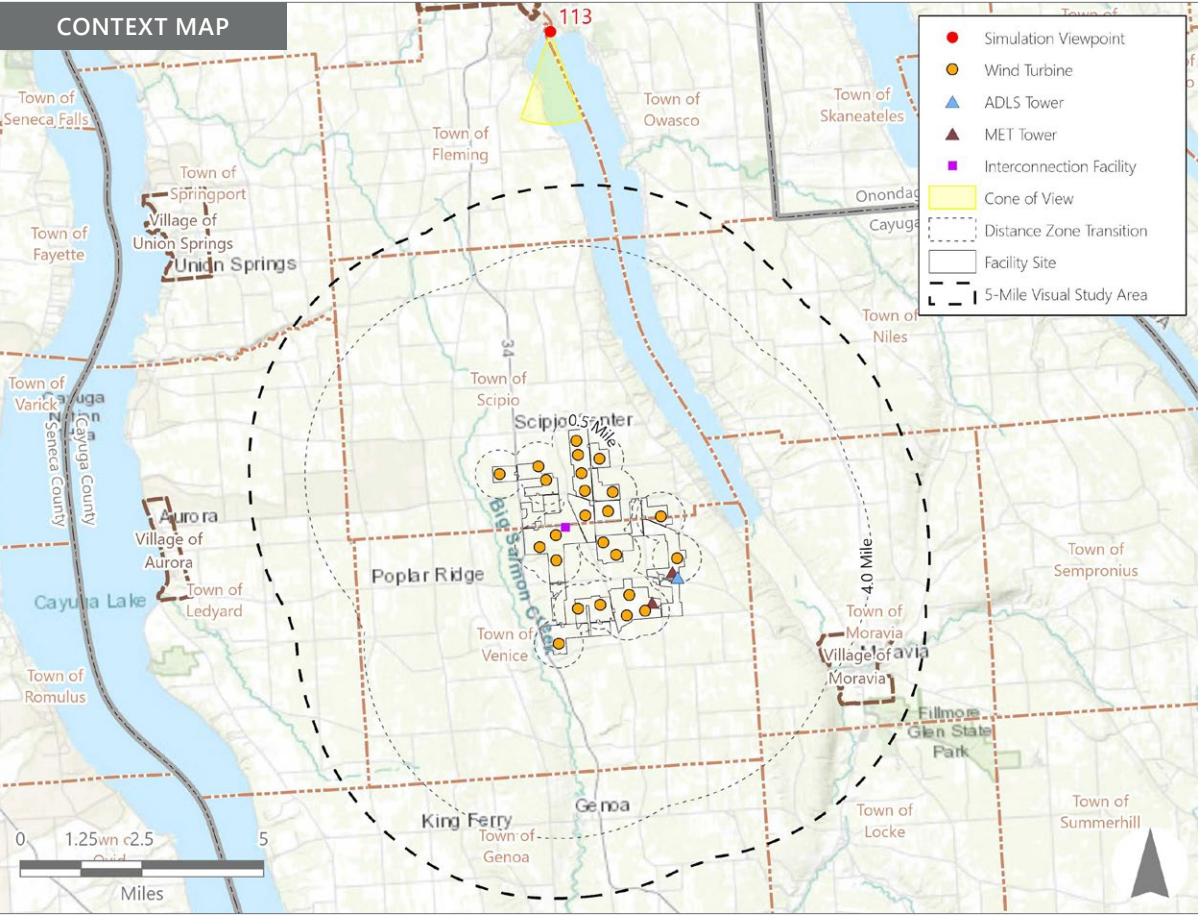 CONTEXT MAP
113
Simulation Viewpoint
Wind Turbine
ADLS Tower
MET Tower
Interconnection Facility
Cone of View
Distance Zone Transition
Facility Site
5-Mile Visual Study Area
Town of
Seneca Falls
Town of
Fleming
Town of
Owasco
Town of
Skaneateles
Town of
Springport
Village of
Union Springs
Union Springs
Town of
Fayette
Cayuga
Town of
Niles
34
Town of
Varick
Cayuga
Seneca County
Cayuga County
Town of
Scipio
0.5 Mile
Aurora
Village of
Aurora
Town of
Ledyard
Cayuga Lake
Poplar Ridge
Big Salmon Creek
4.0 Mile
Town of
Sempronius
Town of
Venice
Town of
Moravia
Village of
Moravia
Moravia
Town of
Romulus
Fillmore
Glen State
Park
Genoa
King Ferry
Town of
Genoa
Town of
Locke
Town of
Summerhill
0
1.25
2.5
5
Miles